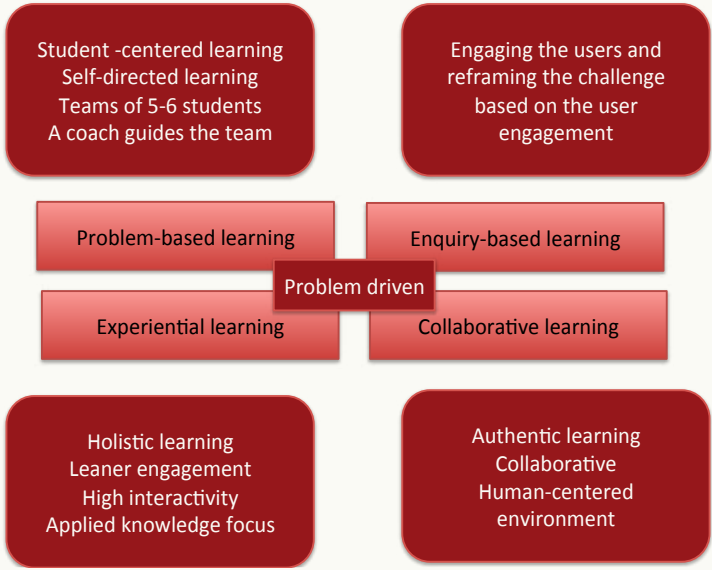 Student -centered learning
Self-directed learning
Teams of 5-6 students
A coach guides the team
Engaging the users and
reframing the challenge
based on the user
engagement
Problem-based learning
Enquiry-based learning
Problem driven
Experiential learning
Collaborative learning
Holistic learning
Leaner engagement
High interactivity
Applied knowledge focus
Authentic learning
Collaborative
Human-centered
environment